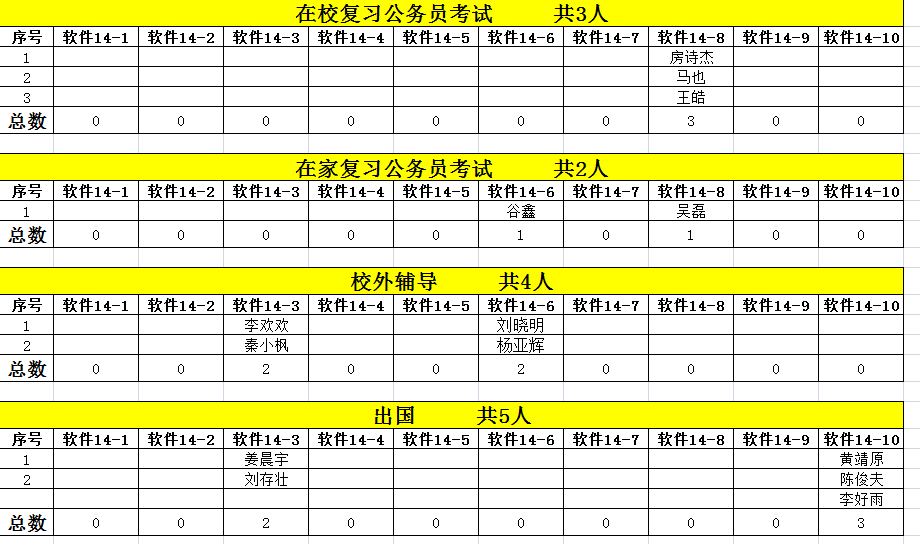 在校复习公务员考试 共3人
序号 软件14-1 软件14-2 软件14-3 软件14-4 软件14-5 软件14-6 软件14-7 软件14-8 软件14-9 软件14-10
1 房诗杰
2 马也
3 王皓
总数 0 0 0 0 0 0 0 3 0 0
在家复习公务员考试 共2人
序号 软件14-1 软件14-2 软件14-3 软件14-4 软件14-5 软件14-6 软件14-7 软件14-8 软件14-9 软件14-10
1 谷鑫 吴磊
总数 0 0 0 0 0 1 0 1 0 0
校外辅导 共4人
序号 软件14-1 软件14-2 软件14-3 软件14-4 软件14-5 软件14-6 软件14-7 软件14-8 软件14-9 软件14-10
1 李欢欢 刘晓明
2 秦小枫 杨亚辉
总数 0 0 2 0 0 2 0 0 0 0
出国 共5人
序号 软件14-1 软件14-2 软件14-3 软件14-4 软件14-5 软件14-6 软件14-7 软件14-8 软件14-9 软件14-10
1 姜晨宇 黄靖原
2 刘存壮 陈俊夫
李好雨
总数 0 0 2 0 0 0 0 0 0 3